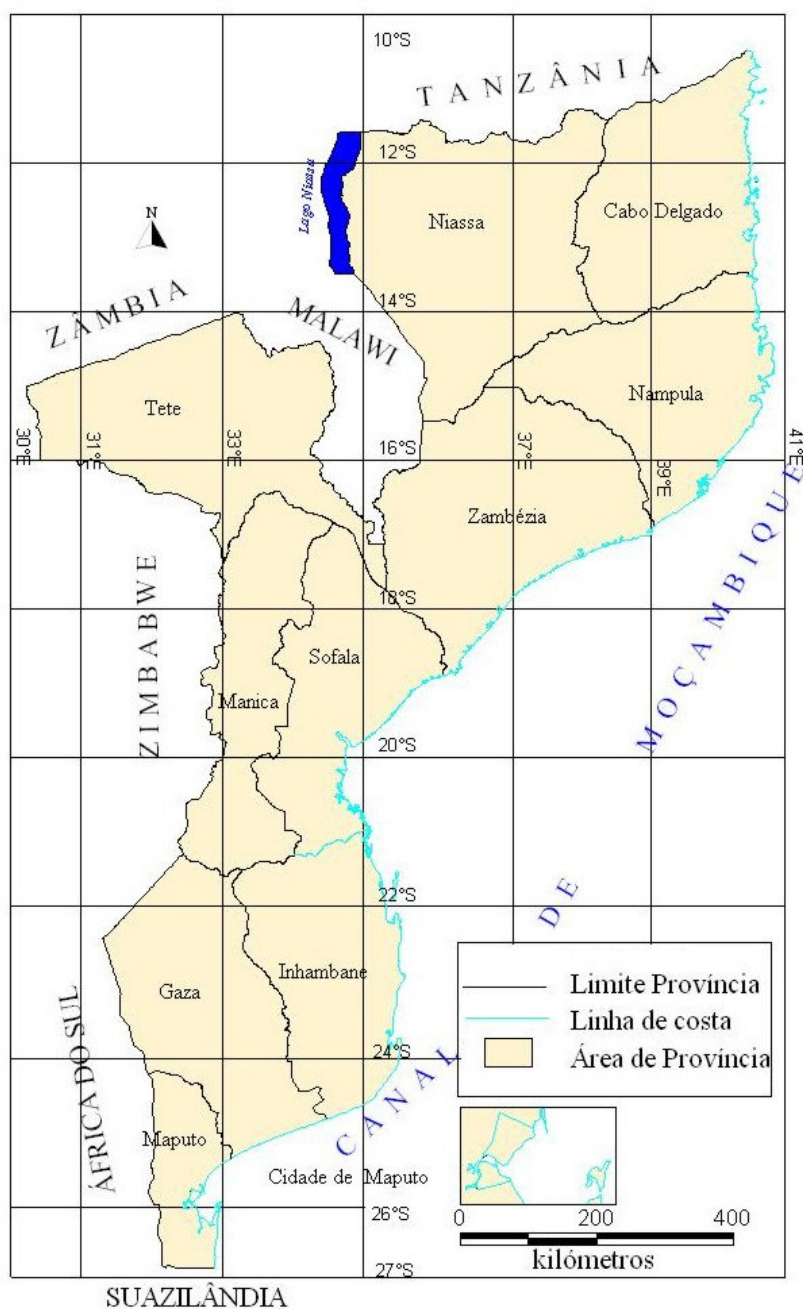 10°S
TANZÂNIA
12°S
Lago Niassa
Niassa
Cabo Delgado
N
ZÂMBIA
MALAWI
14°S
Tete
Nampula
30°E
31°E
33°E
16°S
37°E
39°E
41°E
Zambézia
ZIMBABWE
18°S
Sofala
Manica
20°S
CANAL DE MOÇAMBIQUE
22°S
Gaza
Inhambane
Limite Província
Linha de costa
Área de Província
24°S
ÁFRICA DO SUL
Maputo
Cidade de Maputo
26°S
0 200 400
kilómetros
27°S
SUAZILÂNDIA